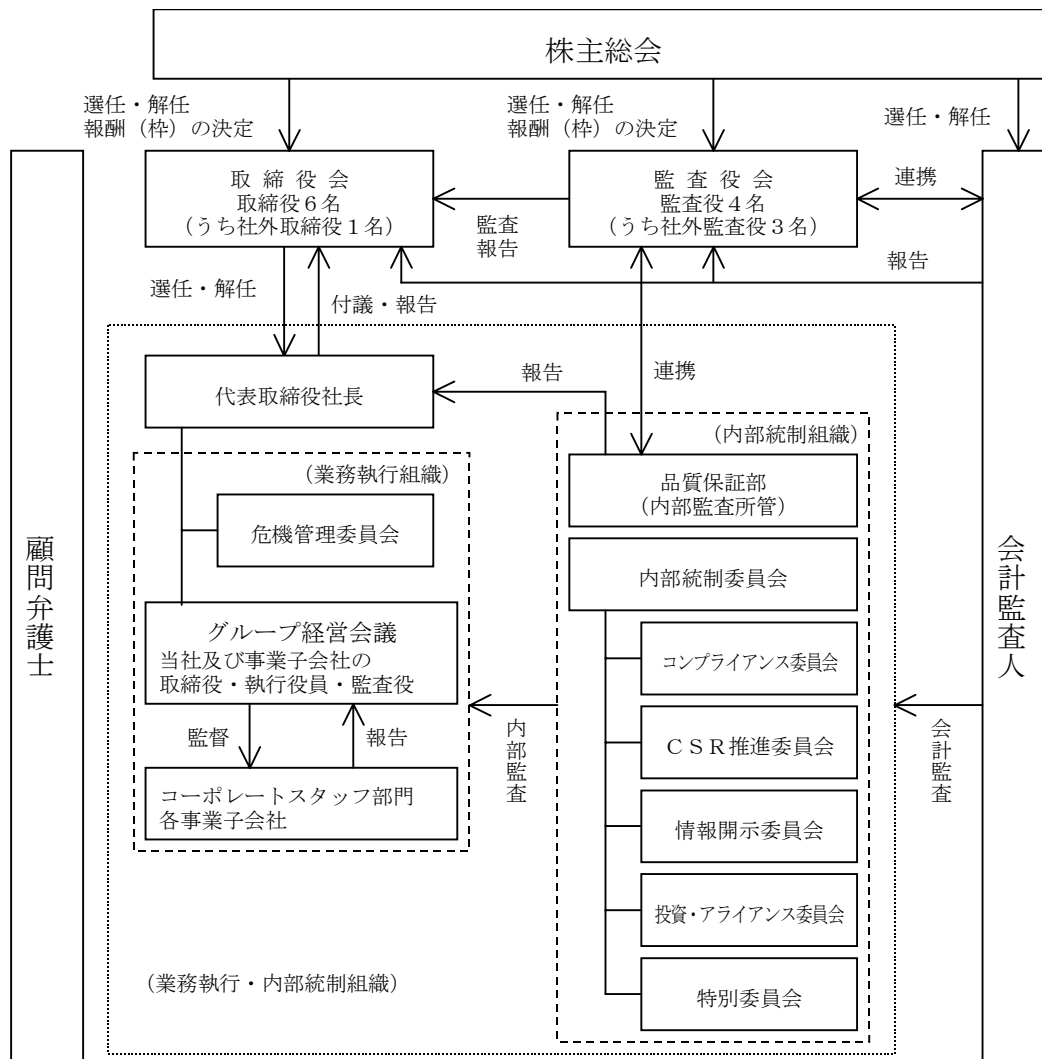 株主総会
選任・解任
報酬（枠）の決定
選任・解任
報酬（枠）の決定
選任・解任
取締役会
取締役６名
（うち社外取締役１名）
監査役会
監査役４名
（うち社外監査役３名）
連携
監査
報告
報告
選任・解任
付議・報告
代表取締役社長
報告
連携
（内部統制組織）
（業務執行組織）
品質保証部
（内部監査所管）
危機管理委員会
内部統制委員会
顧問弁護士
会計監査人
グループ経営会議
当社及び事業子会社の
取締役・執行役員・監査役
コンプライアンス委員会
監督
報告
内部監査
会計監査
ＣＳＲ推進委員会
コーポレートスタッフ部門
各事業子会社
情報開示委員会
投資・アライアンス委員会
（業務執行・内部統制組織）
特別委員会